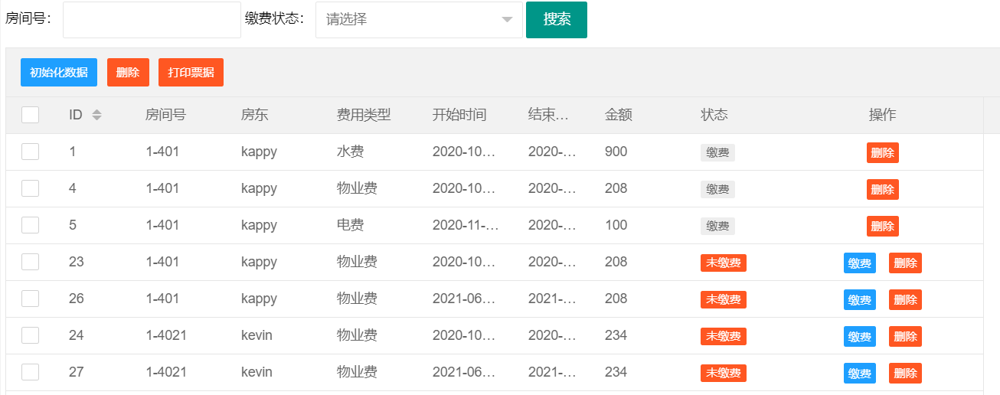 房间号： 缴费状态： 请选择 搜索
初始化数据 删除 打印票据
ID 房间号 房东 费用类型 开始时间 结束... 金额 状态 操作
1 1-401 kappy 水费 2020-10... 2020-... 900 缴费 删除
4 1-401 kappy 物业费 2020-10... 2020-... 208 缴费 删除
5 1-401 kappy 电费 2020-11-... 2020-... 100 缴费 删除
23 1-401 kappy 物业费 2020-10... 2020-... 208 未缴费 缴费 删除
26 1-401 kappy 物业费 2021-06... 2021-... 208 未缴费 缴费 删除
24 1-4021 kevin 物业费 2020-10... 2020-... 234 未缴费 缴费 删除
27 1-4021 kevin 物业费 2021-06... 2021-... 234 未缴费 缴费 删除